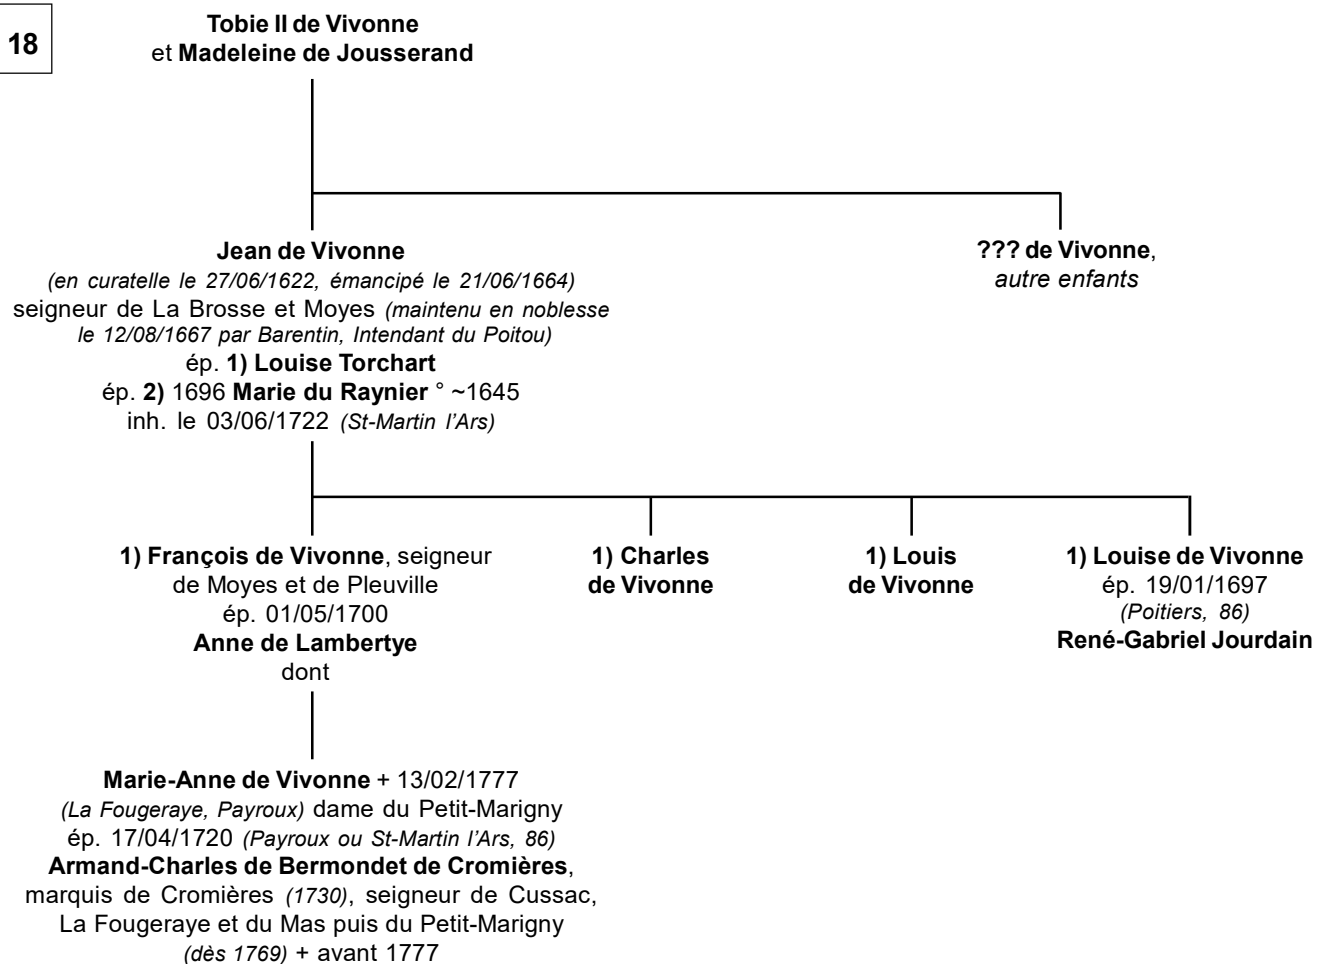 18
Tobie II de Vivonne
et Madeleine de Jousserand
Jean de Vivonne
(en curatelle le 27/06/1622, émancipé le 21/06/1664)
seigneur de La Brosse et Moyes (maintenu en noblesse
le 12/08/1667 par Barentin, Intendant du Poitou)
ép. 1) Louise Torchart
ép. 2) 1696 Marie du Raynier ° ~1645
inh. le 03/06/1722 (St-Martin l'Ars)
??? de Vivonne,
autre enfants
1) François de Vivonne, seigneur
de Moyes et de Pleuville
ép. 01/05/1700
Anne de Lambertye
dont
1) Charles
de Vivonne
1) Louis
de Vivonne
1) Louise de Vivonne
ép. 19/01/1697
(Poitiers, 86)
René-Gabriel Jourdain
Marie-Anne de Vivonne + 13/02/1777
(La Fougeraye, Payroux) dame du Petit-Marigny
ép. 17/04/1720 (Payroux ou St-Martin l'Ars, 86)
Armand-Charles de Bermondet de Cromières,
marquis de Cromières (1730), seigneur de Cussac,
La Fougeraye et du Mas puis du Petit-Marigny
(dès 1769) + avant 1777